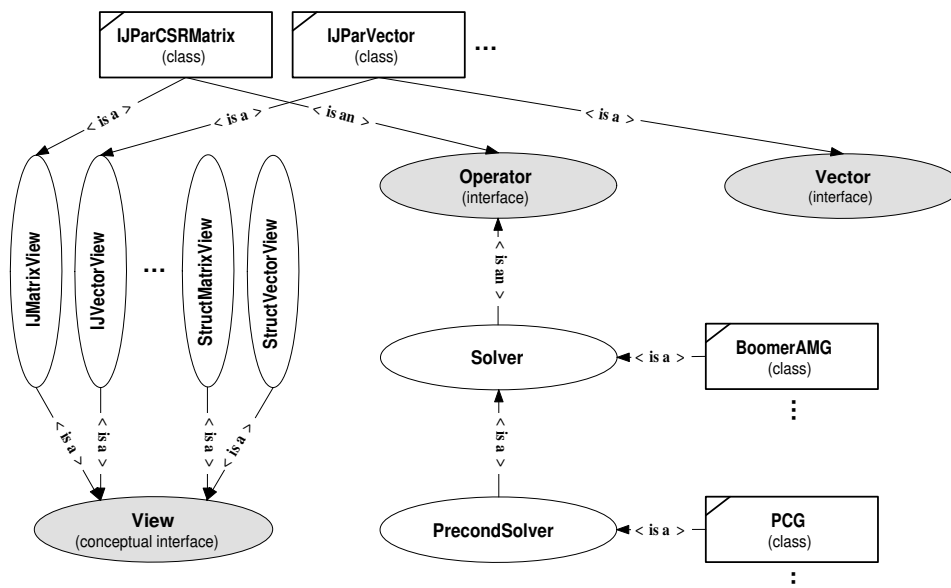 IJParCSRMatrix
(class)
IJParVector
(class)
...
< is a >
< is a >
< is an >
< is a >
IJMatrixView
IJVectorView
...
StructMatrixView
StructVectorView
Operator
(interface)
Vector
(interface)
< is an >
Solver
< is a >
BoomerAMG
(class)
...
< is a >
< is a >
< is a >
< is a >
< is a >
View
(conceptual interface)
PrecondSolver
< is a >
PCG
(class)
...